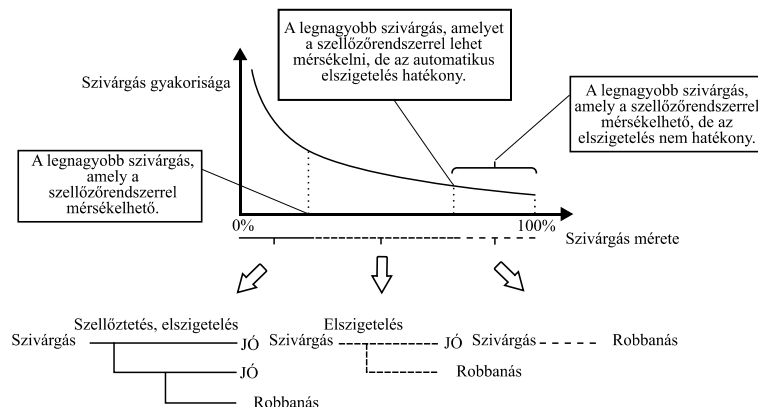 A legnagyobb szivárgás, amelyet
a szellőzőrendszerrel lehet
mérsékelni, de az automatikus
elszigetelés hatékony.
Szivárgás gyakorisága
A legnagyobb szivárgás,
amely a szellőzőrendszerrel
mérsékelhető, de az
elszigetelés nem hatékony.
A legnagyobb szivárgás,
amely a
szellőzőrendszerrel
mérsékelhető.
0%
100%
Szivárgás mérete
Szellőztetés, elszigetelés
Elszigetelés
Szivárgás
JÓ
Szivárgás
JÓ
Szivárgás
Robbanás
JÓ
Robbanás
Robbanás